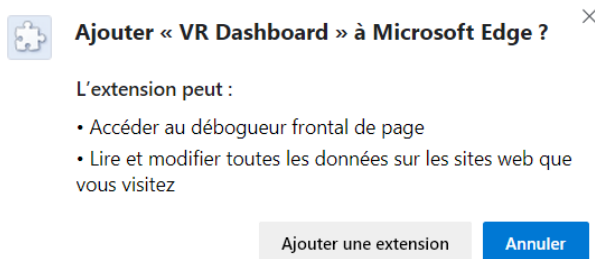 Ajouter « VR Dashboard » à Microsoft Edge ?
L'extension peut :
• Accéder au débogueur frontal de page
• Lire et modifier toutes les données sur les sites web que
vous visitez
Ajouter une extension
Annuler